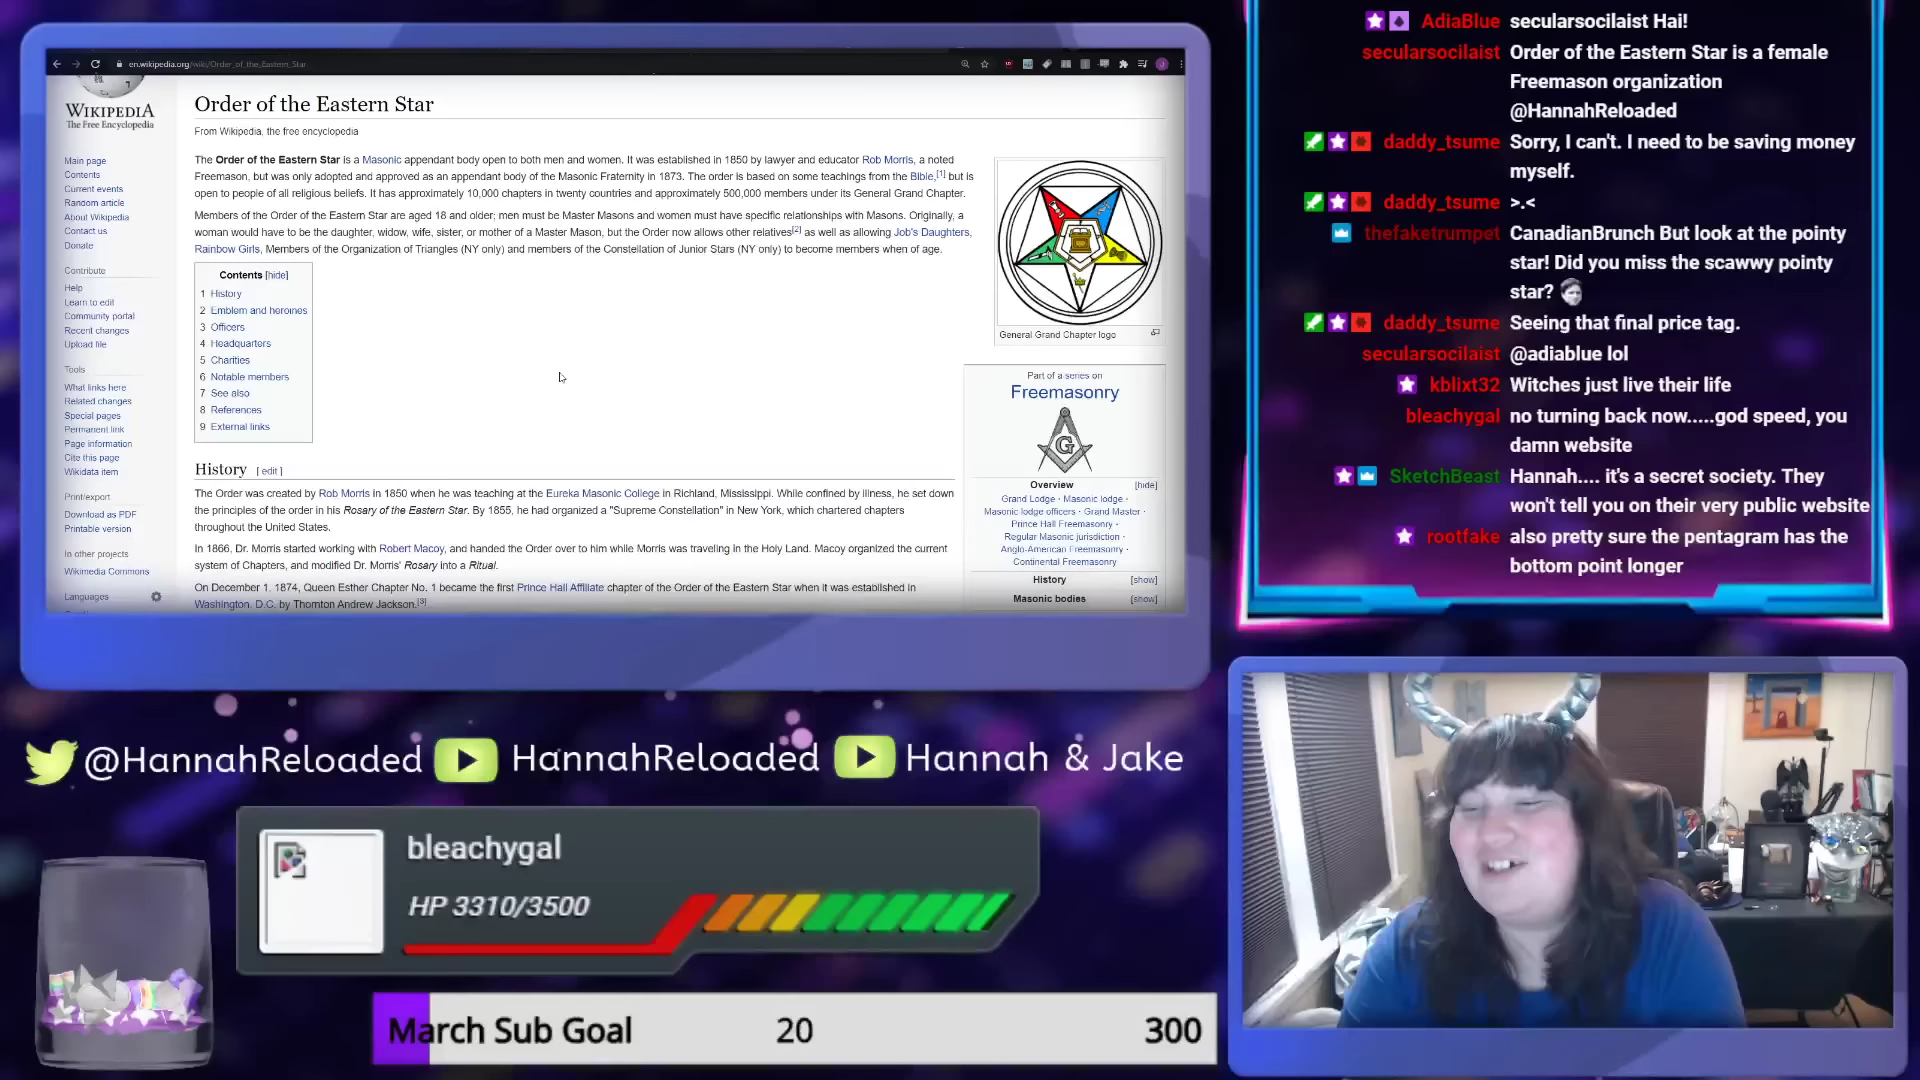 en.wikipedia.org/wiki/Order_of_the_Eastern_Star
WIKIPEDIA
The Free Encyclopedia
Main page
Contents
Current events
Random article
About Wikipedia
Contact us
Donate
Contribute
Help
Learn to edit
Community portal
Recent changes
Upload file
Tools
What links here
Related changes
Special pages
Permanent link
Page information
Cite this page
Wikidata item
Print/export
Download as PDF
Printable version
In other projects
Wikimedia Commons
Languages
Order of the Eastern Star
From Wikipedia, the free encyclopedia
The Order of the Eastern Star is a Masonic appendant body open to both men and women. It was established in 1850 by lawyer and educator Rob Morris, a noted
Freemason, but was only adopted and approved as an appendant body of the Masonic Fraternity in 1873. The order is based on some teachings from the Bible,[1] but is
open to people of all religious beliefs. It has approximately 10,000 chapters in twenty countries and approximately 500,000 members under its General Grand Chapter.
Members of the Order of the Eastern Star are aged 18 and older; men must be Master Masons and women must have specific relationships with Masons. Originally, a
woman would have to be the daughter, widow, wife, sister, or mother of a Master Mason, but the Order now allows other relatives[2] as well as allowing Job's Daughters,
Rainbow Girls, Members of the Organization of Triangles (NY only) and members of the Constellation of Junior Stars (NY only) to become members when of age.
Contents [hide]
1 History
2 Emblem and heroines
3 Officers
4 Headquarters
5 Charities
6 Notable members
7 See also
8 References
9 External links
History [ edit ]
The Order was created by Rob Morris in 1850 when he was teaching at the Eureka Masonic College in Richland, Mississippi. While confined by illness, he set down
the principles of the order in his Rosary of the Eastern Star. By 1855, he had organized a "Supreme Constellation" in New York, which chartered chapters
throughout the United States.
In 1866, Dr. Morris started working with Robert Macoy, and handed the Order over to him while Morris was traveling in the Holy Land. Macoy organized the current
system of Chapters, and modified Dr. Morris' Rosary into a Ritual.
On December 1, 1874, Queen Esther Chapter No. 1 became the first Prince Hall Affiliate chapter of the Order of the Eastern Star when it was established in
Washington, D.C. by Thornton Andrew Jackson.[3]
General Grand Chapter logo
Part of a series on
Freemasonry
G
Overview [hide]
Grand Lodge · Masonic lodge ·
Masonic lodge officers · Grand Master ·
Prince Hall Freemasonry ·
Regular Masonic jurisdiction ·
Anglo-American Freemasonry ·
Continental Freemasonry
History [show]
Masonic bodies [show]
AdiaBlue secularsocilaist Hai!
secularsocilaist Order of the Eastern Star is a female
Freemason organization
@HannahReloaded
daddy_tsume Sorry, I can't. I need to be saving money
myself.
daddy_tsume >.<
thefaketrumpet CanadianBrunch But look at the pointy
star! Did you miss the scawwy pointy
star?
daddy_tsume Seeing that final price tag.
secularsocilaist @adiablue lol
kblixt32 Witches just live their life
bleachygal no turning back now.....god speed, you
damn website
SketchBeast Hannah.... it's a secret society. They
won't tell you on their very public website
rootfake also pretty sure the pentagram has the
bottom point longer
@HannahReloaded HannahReloaded Hannah & Jake
bleachygal
HP 3310/3500
March Sub Goal 20 300